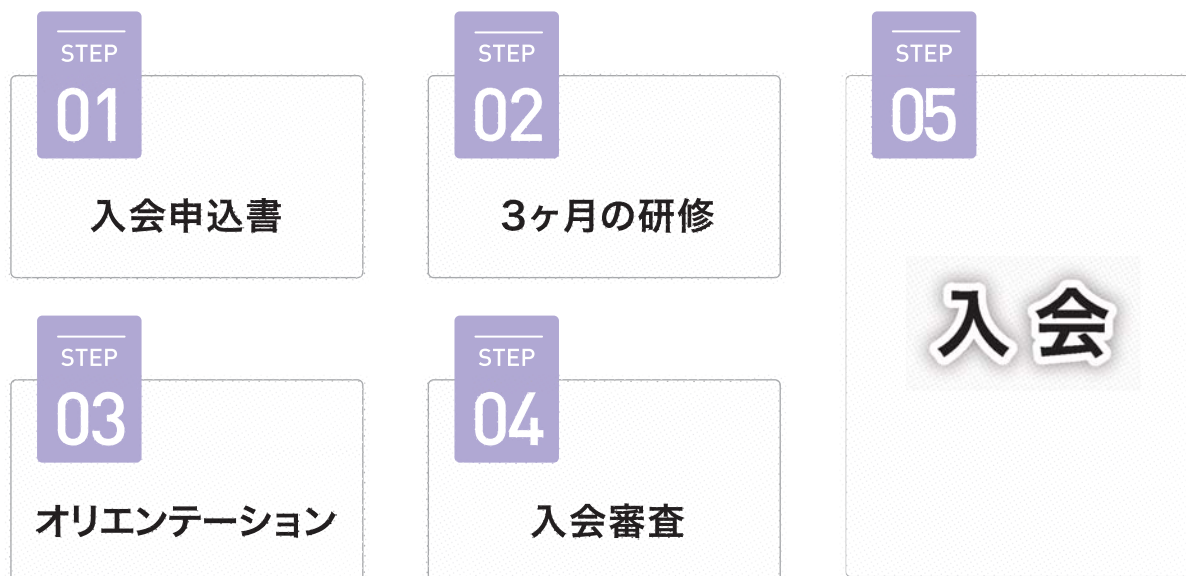 STEP
01
入会申込書
STEP
02
3ヶ月の研修
STEP
03
オリエンテーション
STEP
04
入会審査
STEP
05
入会